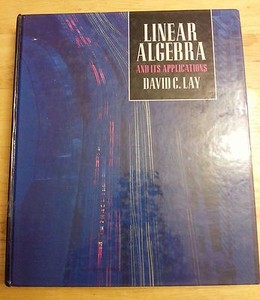 LINEAR
ALGEBRA
AND ITS APPLICATIONS
DAVID C. LAY